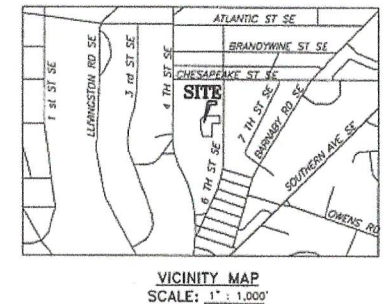 ATLANTIC ST SE
BRANDYWINE ST SE
CHESAPEAKE ST SE
SITE
1 st ST SE
LLIVINGSTON RD SE
3 rd ST SE
4 TH ST SE
6 TH ST SE
7 TH ST SE
BARNABY RD SE
SOUTHERN AVE SE
OWENS RD
VICINITY MAP
SCALE: 1" : 1,000'